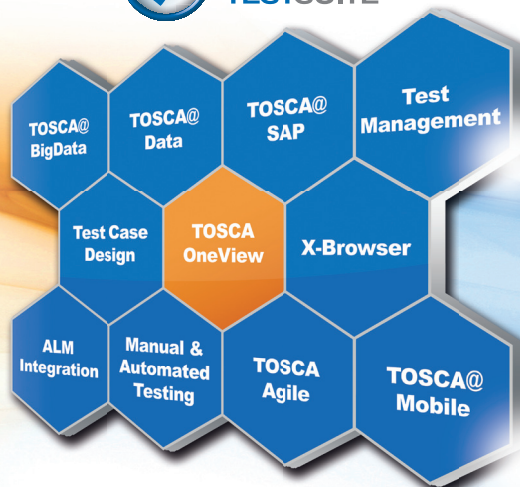 TESTSUITE
TOSCA@
BigData
TOSCA@
Data
TOSCA@
SAP
Test
Management
Test Case
Design
TOSCA
OneView
X-Browser
ALM
Integration
Manual &
Automated
Testing
TOSCA
Agile
TOSCA@
Mobile